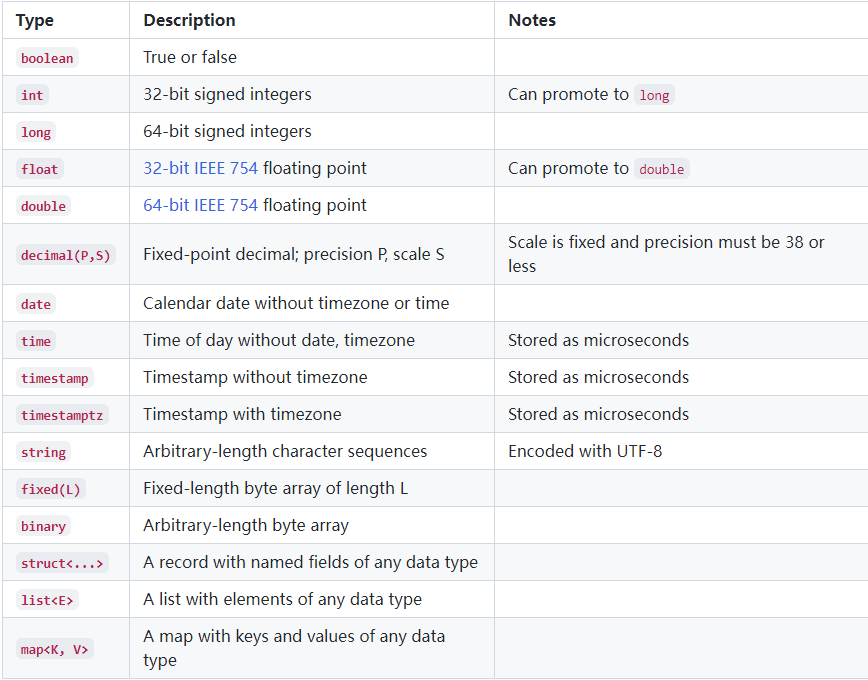 Type Description Notes
boolean True or false
int 32-bit signed integers Can promote to long
long 64-bit signed integers
float 32-bit IEEE 754 floating point Can promote to double
double 64-bit IEEE 754 floating point
decimal(P,S) Fixed-point decimal; precision P, scale S Scale is fixed and precision must be 38 or
less
date Calendar date without timezone or time
time Time of day without date, timezone Stored as microseconds
timestamp Timestamp without timezone Stored as microseconds
timestamptz Timestamp with timezone Stored as microseconds
string Arbitrary-length character sequences Encoded with UTF-8
fixed(L) Fixed-length byte array of length L
binary Arbitrary-length byte array
struct<...> A record with named fields of any data type
list<E> A list with elements of any data type
map<K, V> A map with keys and values of any data
type